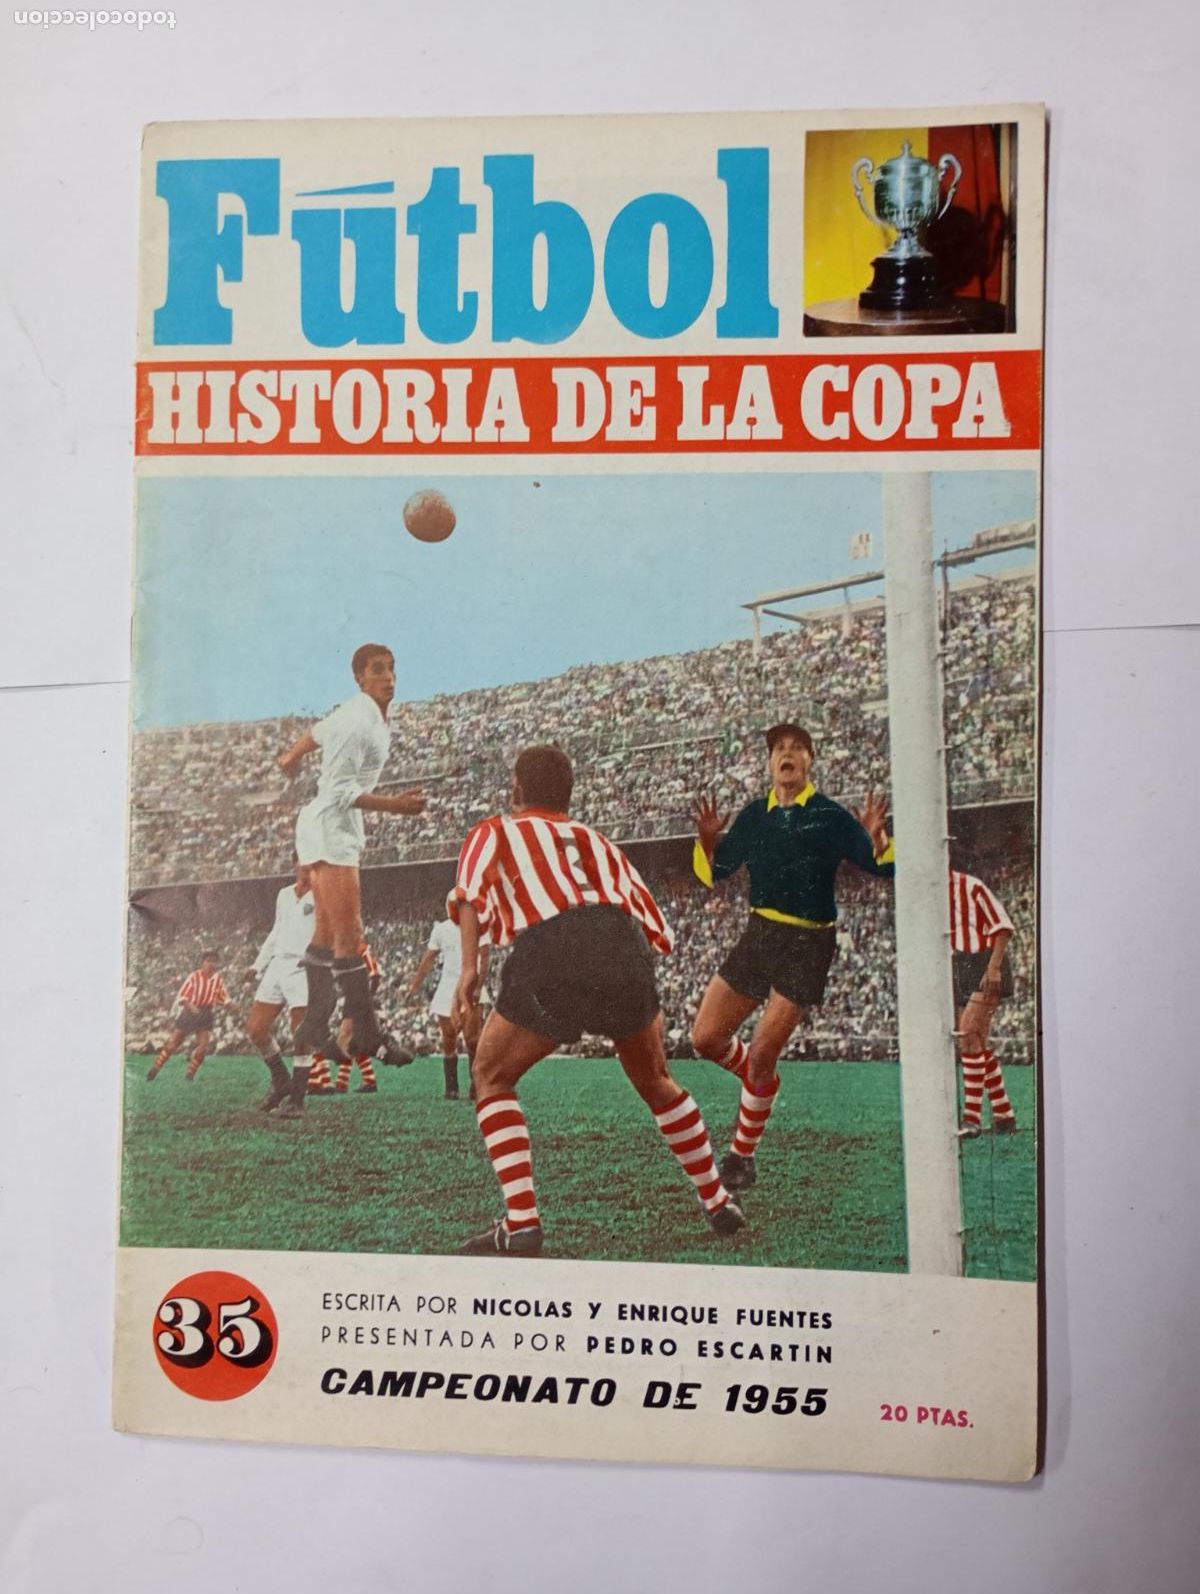 todocoleccion
Fútbol
HISTORIA DE LA COPA
3
35
ESCRITA POR NICOLAS Y ENRIQUE FUENTES
PRESENTADA POR PEDRO ESCARTIN
CAMPEONATO DE 1955
20 PTAS.